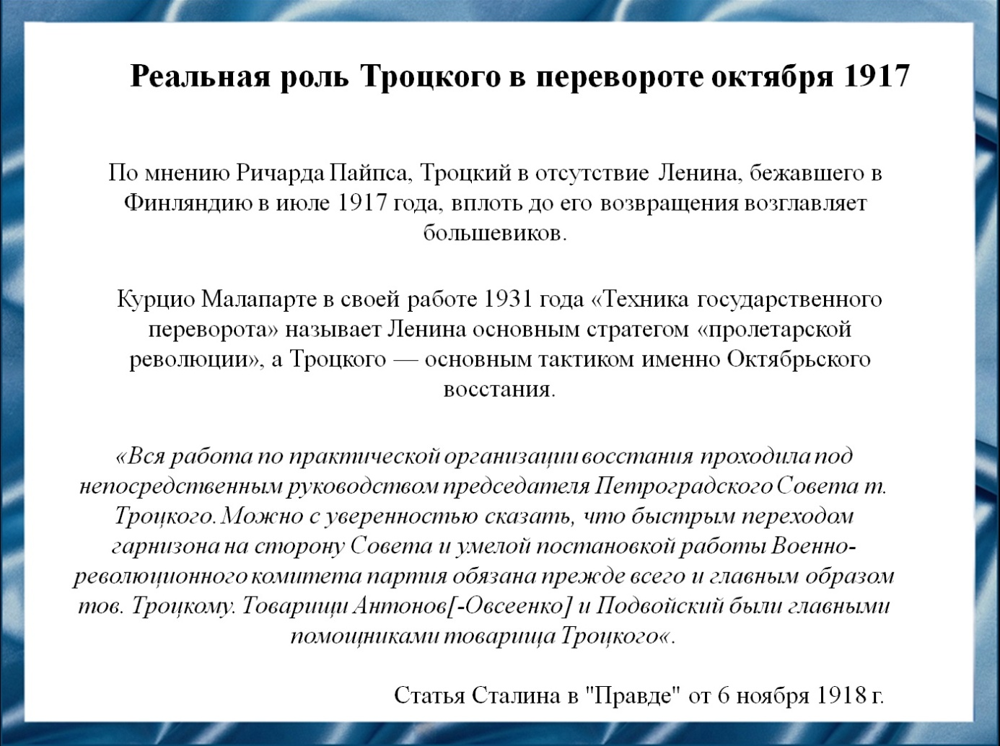 Реальная роль Троцкого в перевороте октября 1917
По мнению Ричарда Пайпса, Троцкий в отсутствие Ленина, бежавшего в
Финляндию в июле 1917 года, вплоть до его возвращения возглавляет
большевиков.
Курцио Малапарте в своей работе 1931 года «Техника государственного
переворота» называет Ленина основным стратегом «пролетарской
революции», а Троцкого — основным тактиком именно Октябрьского
восстания.
«Вся работа по практической организации восстания проходила под
непосредственным руководством председателя Петроградского Совета т.
Троцкого. Можно с уверенностью сказать, что быстрым переходом
гарнизона на сторону Совета и умелой постановкой работы Военно-
революционного комитета партия обязана прежде всего и главным образом
тов. Троцкому. Товарищи Антонов[-Овсеенко] и Подвойский были главными
помощниками товарища Троцкого«.
Статья Сталина в "Правде" от 6 ноября 1918 г.